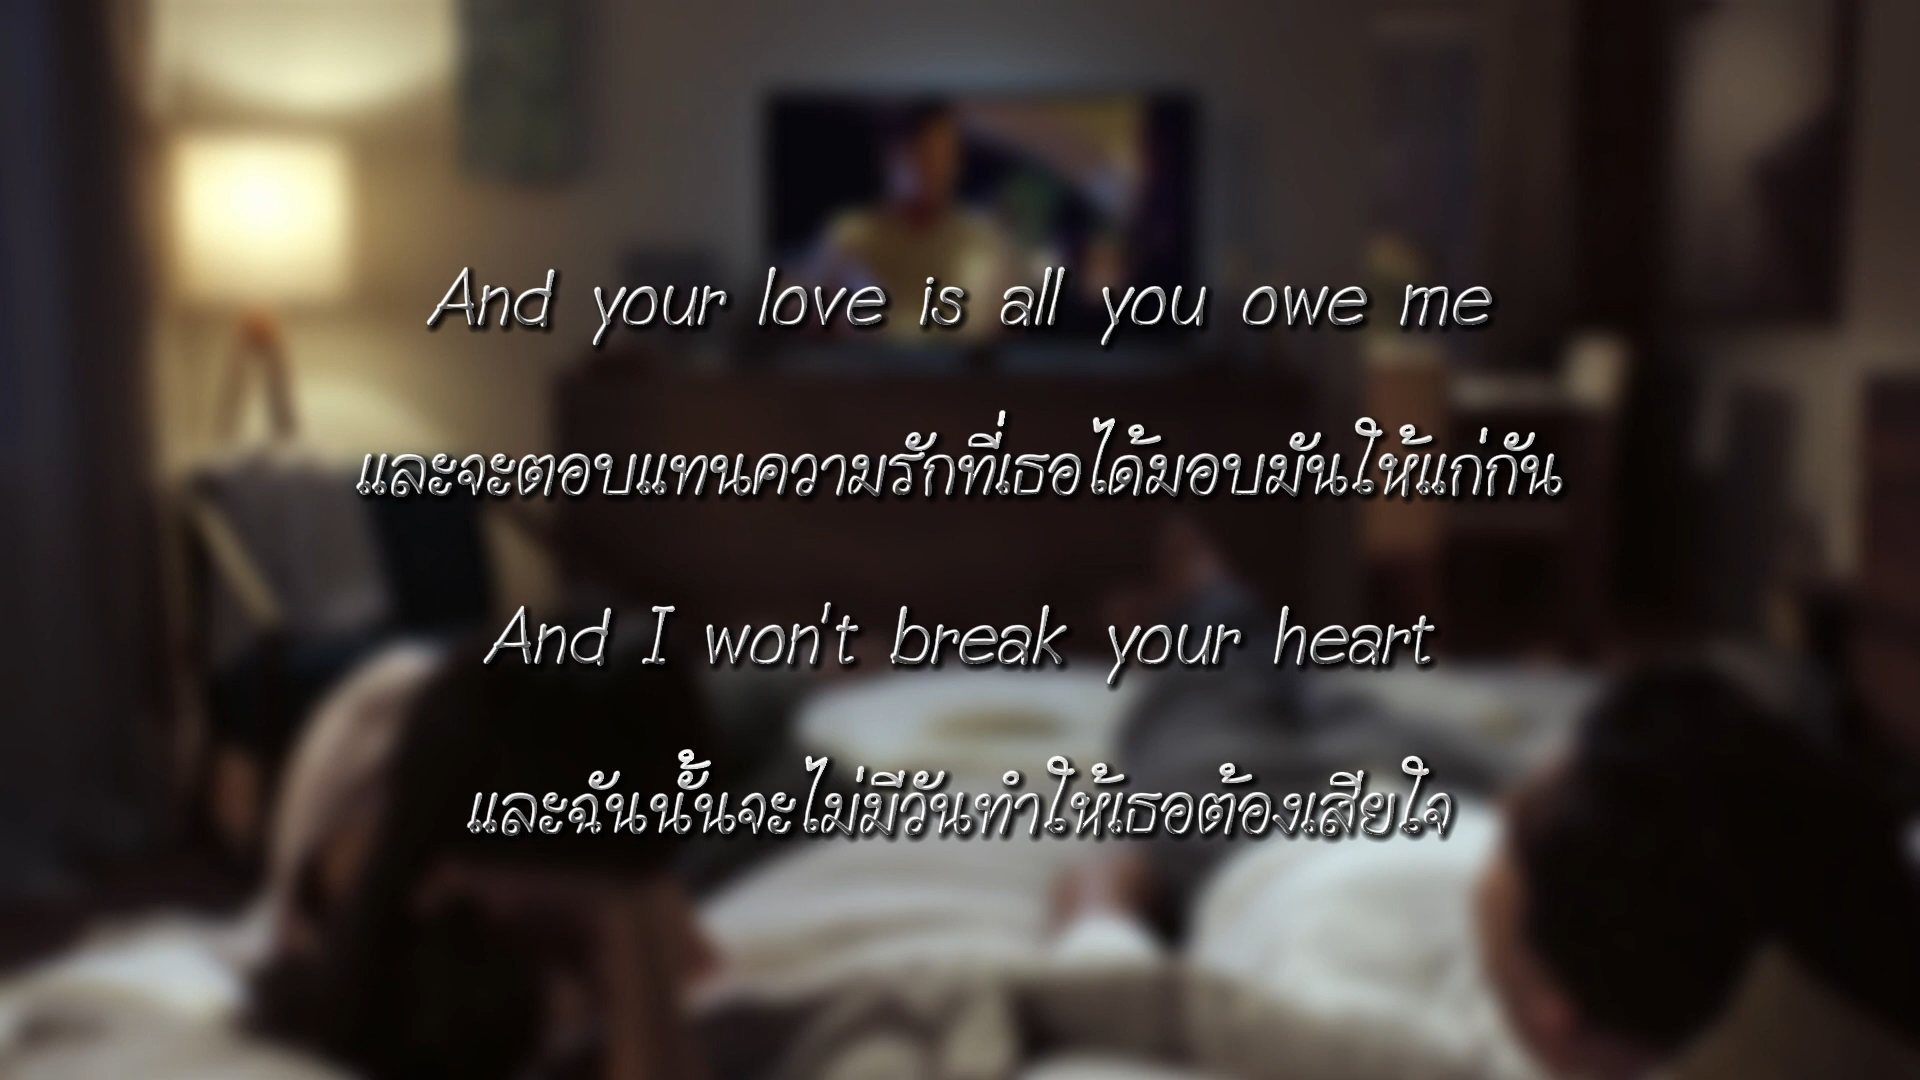 And your love is all you owe me
และจะตอบแทนความรักที่เธอได้มอบมันให้แก่กัน
And I won't break your heart
และฉันนั้นจะไม่มีวันทำให้เธอต้องเสียใจ